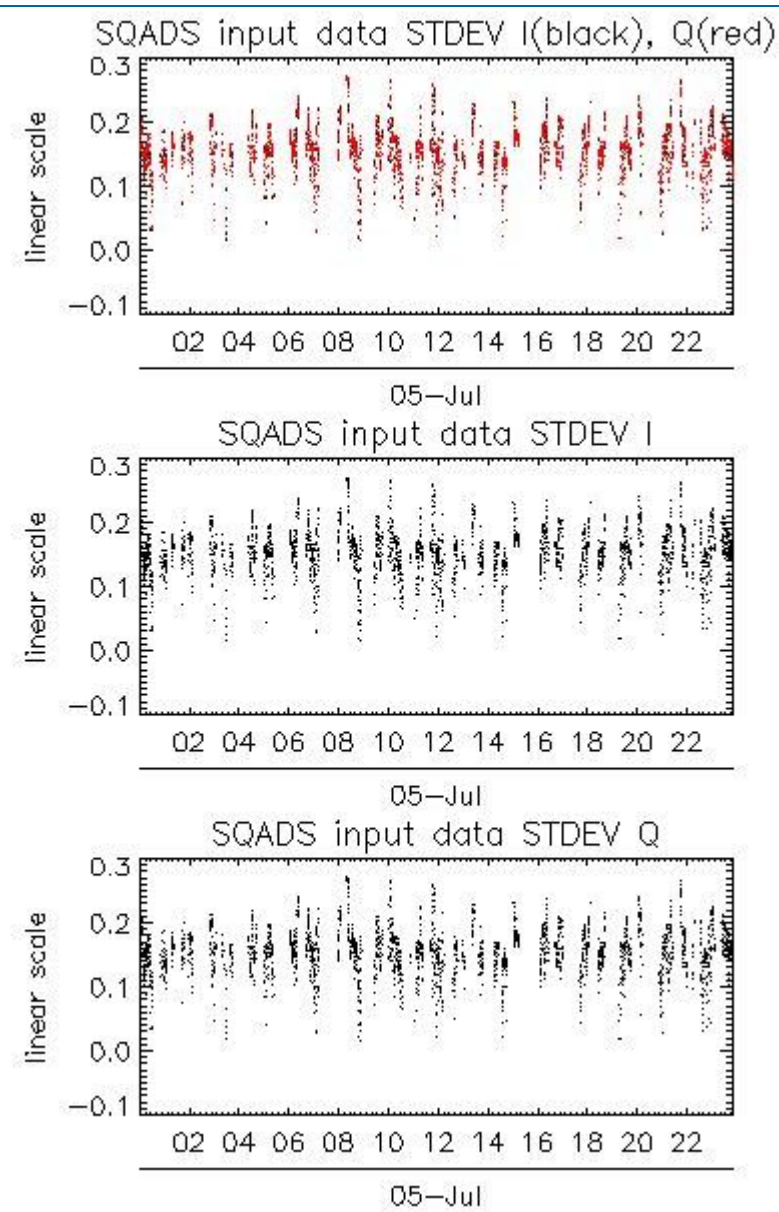 SQADS input data STDEV I(black), Q(red)
0.3
0.2
0.1
0.0
−0.1
linear scale
02 04 06 08 10 12 14 16 18 20 22
05−Jul
SQADS input data STDEV I
0.3
0.2
0.1
0.0
−0.1
linear scale
02 04 06 08 10 12 14 16 18 20 22
05−Jul
SQADS input data STDEV Q
0.3
0.2
0.1
0.0
−0.1
linear scale
02 04 06 08 10 12 14 16 18 20 22
05−Jul